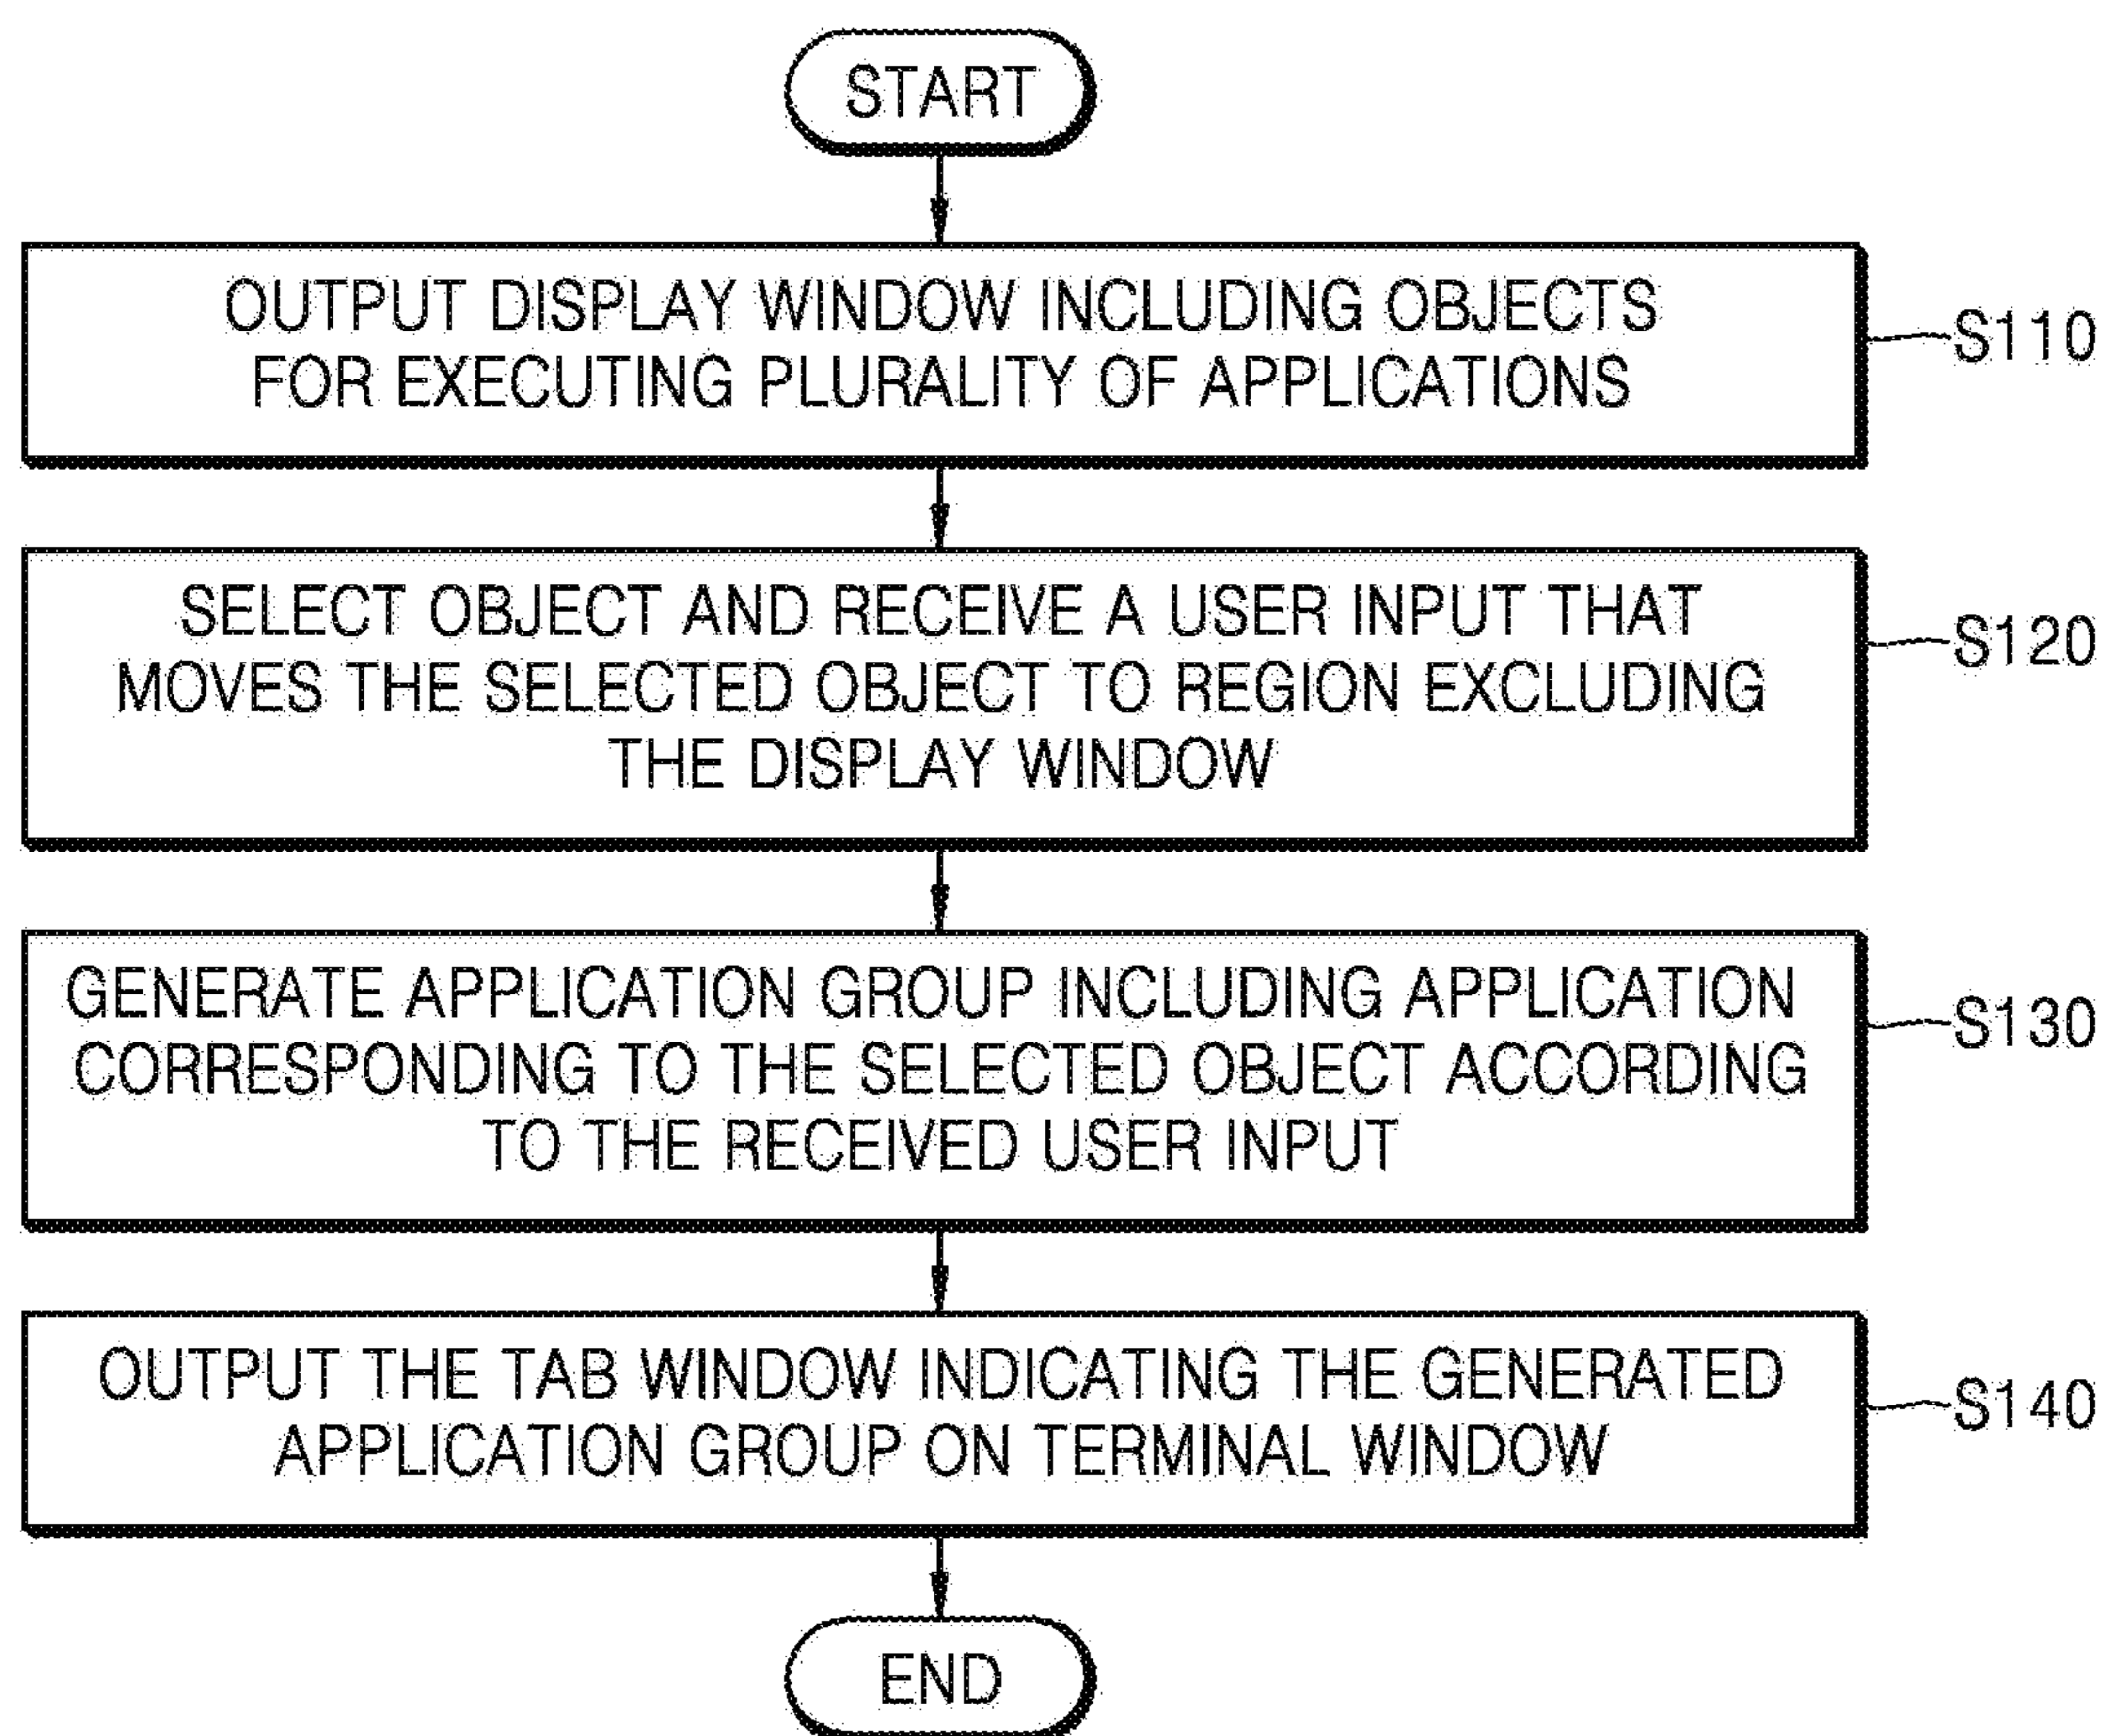 START
OUTPUT DISPLAY WINDOW INCLUDING OBJECTS
FOR EXECUTING PLURALITY OF APPLICATIONS
S110
SELECT OBJECT AND RECEIVE A USER INPUT THAT
MOVES THE SELECTED OBJECT TO REGION EXCLUDING
THE DISPLAY WINDOW
S120
GENERATE APPLICATION GROUP INCLUDING APPLICATION
CORRESPONDING TO THE SELECTED OBJECT ACCORDING
TO THE RECEIVED USER INPUT
S130
OUTPUT THE TAB WINDOW INDICATING THE GENERATED
APPLICATION GROUP ON TERMINAL WINDOW
S140
END